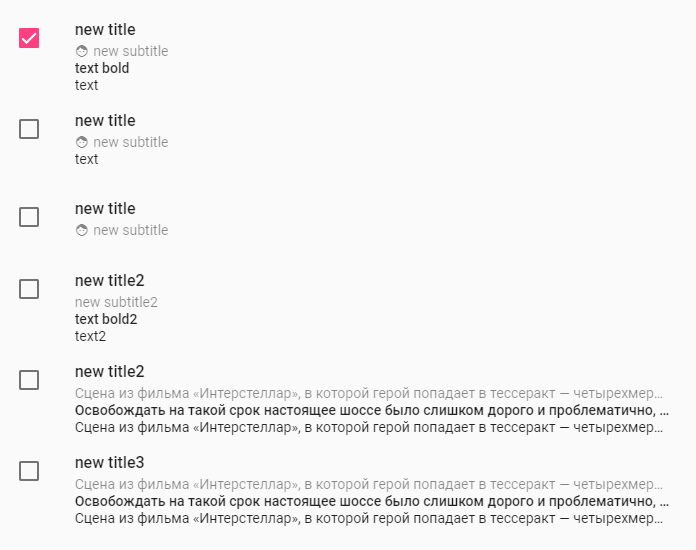 new title
new subtitle
text bold
text
new title
new subtitle
text
new title
new subtitle
new title2
new subtitle2
text bold2
text2
new title2
Сцена из фильма «Интерстеллар», в которой герой попадает в тессеракт — четырехмер...
Освобождать на такой срок настоящее шоссе было слишком дорого и проблематично, ...
Сцена из фильма «Интерстеллар», в которой герой попадает в тессеракт — четырехмер...
new title3
Сцена из фильма «Интерстеллар», в которой герой попадает в тессеракт — четырехмер...
Освобождать на такой срок настоящее шоссе было слишком дорого и проблематично, ...
Сцена из фильма «Интерстеллар», в которой герой попадает в тессеракт — четырехмер...